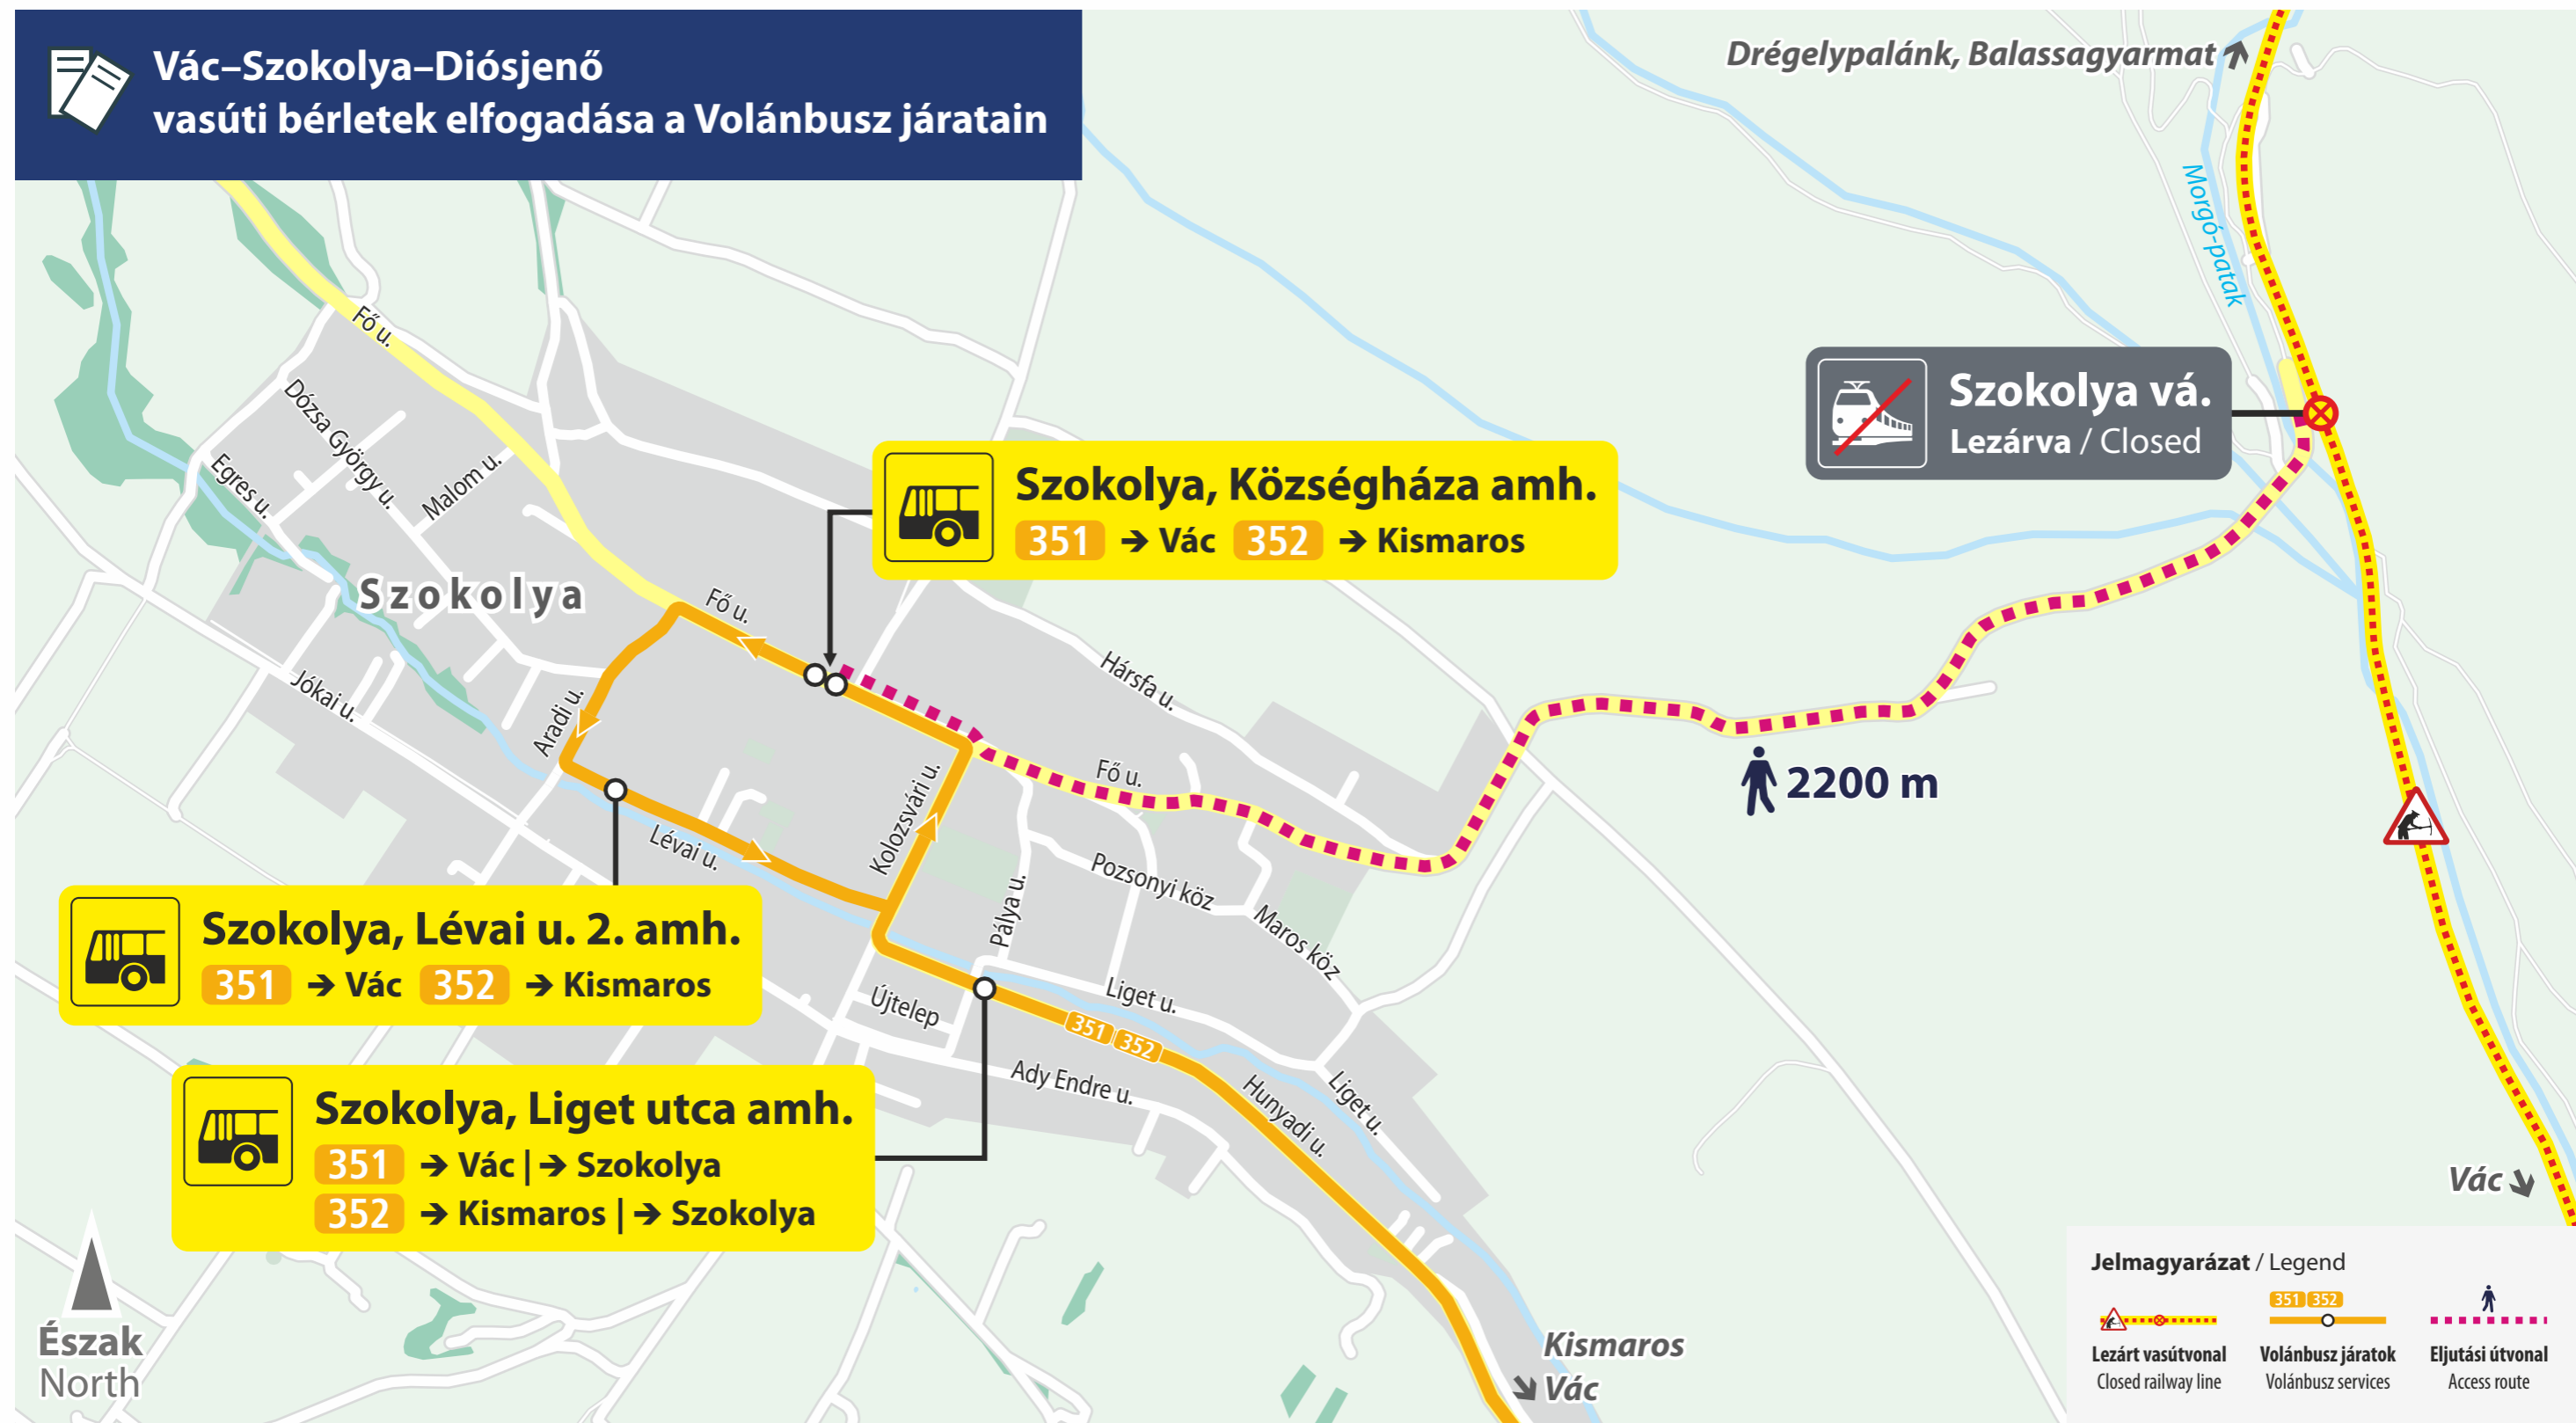 Vác–Szokolya–Diósjenő
vasúti bérletek elfogadása a Volánbusz járatain
Drégelypalánk, Balassagyarmat
Morgó-patak
Szokolya vá.
Lezárva / Closed
Fő u.
Dózsa György u.
Malom u.
Egres u.
Szokolya, Községháza amh.
351 → Vác 352 → Kismaros
Szokolya
Fő u.
Hársfa u.
Jókai u.
Aradi u.
Fő u.
2200 m
Kolozsvári u.
Lévai u.
Pozsonyi köz
Pálya u.
Maros köz
Szokolya, Lévai u. 2. amh.
351 → Vác 352 → Kismaros
Liget u.
Újtelep
351 352
Ady Endre u.
Hunyadi u.
Liget u.
Szokolya, Liget utca amh.
351 → Vác | → Szokolya
352 → Kismaros | → Szokolya
Vác
Észak
North
Kismaros
Vác
Jelmagyarázat / Legend
351 352
Lezárt vasútvonal
Closed railway line
Volánbusz járatok
Volánbusz services
Eljutási útvonal
Access route